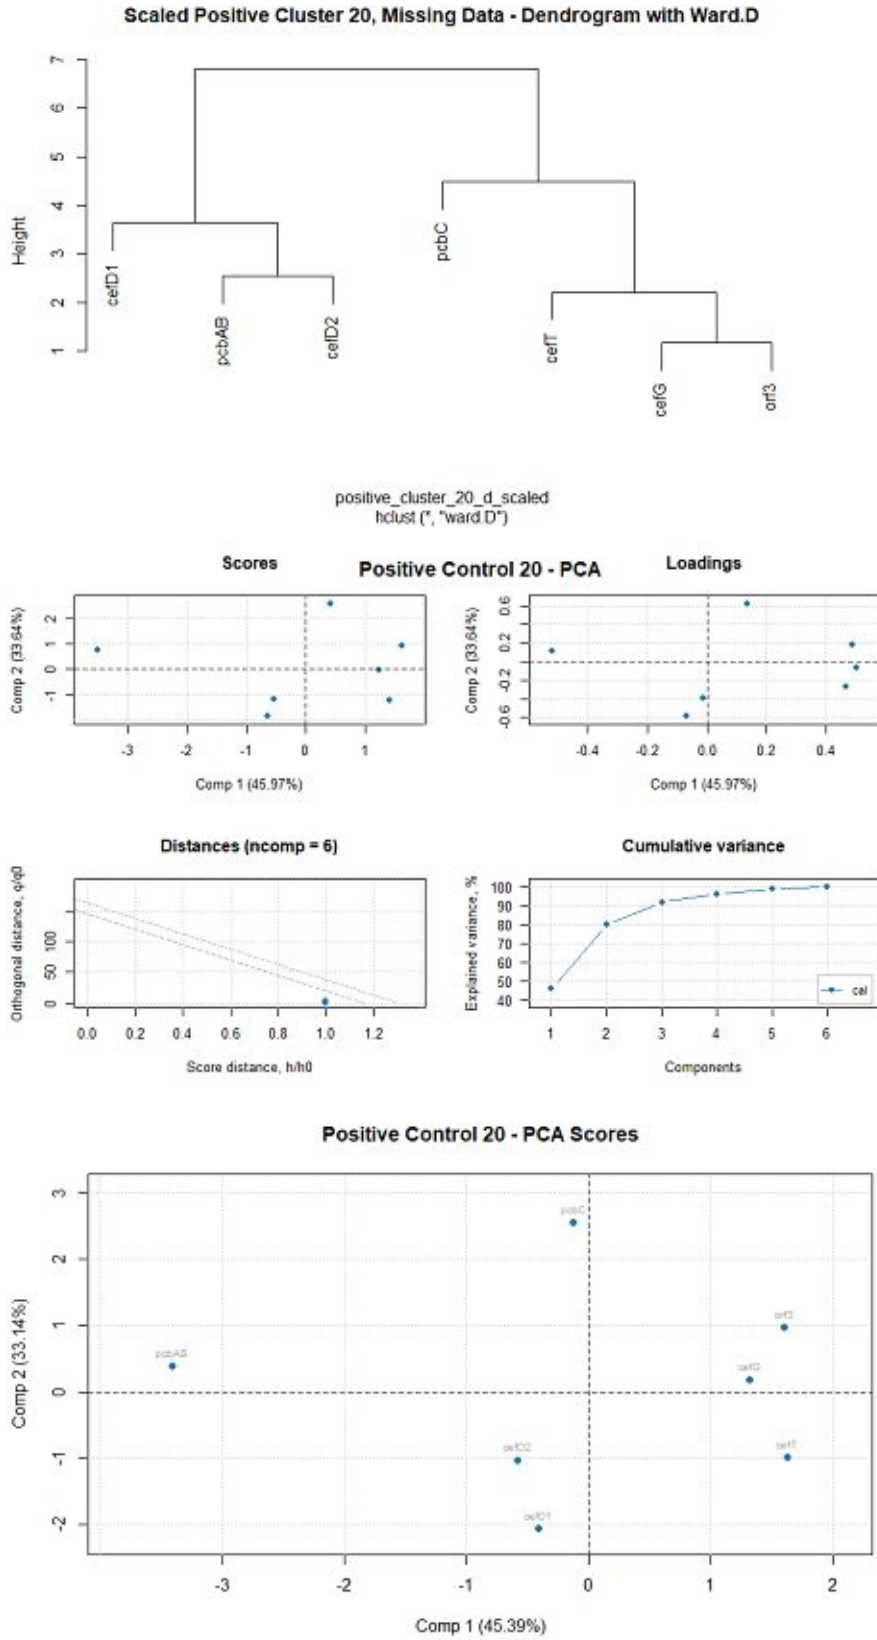 Scaled Positive Cluster 20, Missing Data - Dendrogram with Ward.D
Height
7
6
5
4
3
2
1
cefD1
pcbAB
cefD2
pcbC
cefT
cefG
orf3
positive_cluster_20_d_scaled
hclust (*, "ward.D")
Positive Control 20 - PCA
Scores
Comp 2 (33.64%)
2
1
0
-1
-3 -2 -1 0 1
Comp 1 (45.97%)
Loadings
Comp 2 (33.64%)
0.6
0.2
-0.2
-0.6
-0.4 -0.2 0.0 0.2 0.4
Comp 1 (45.97%)
Distances (ncomp = 6)
Orthogonal distance, q/q0
100
50
0
0.0 0.2 0.4 0.6 0.8 1.0 1.2
Score distance, h/h0
Cumulative variance
Explained variance, %
100
90
80
70
60
50
40
cal
1 2 3 4 5 6
Components
Positive Control 20 - PCA Scores
Comp 2 (33.14%)
3
2
1
0
-1
-2
pcbC
orf3
pcbAB
cefG
cefD2
cefT
cefD1
-3 -2 -1 0 1 2
Comp 1 (45.39%)